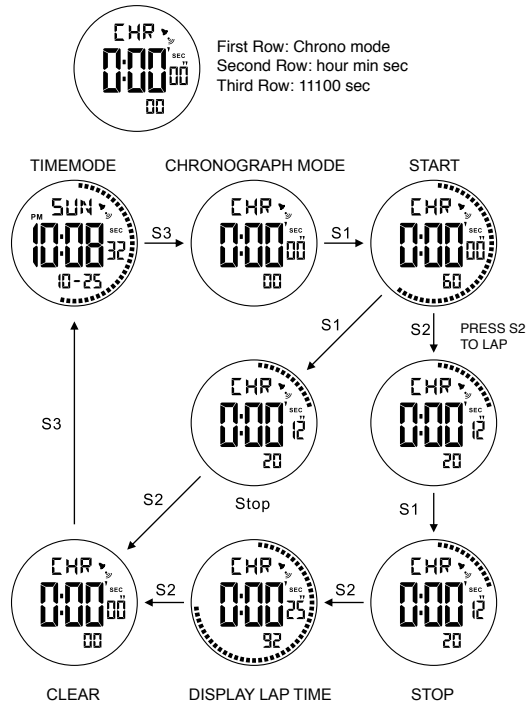 CHR
SEC
0:00 00
00
First Row: Chrono mode
Second Row: hour min sec
Third Row: 11100 sec
TIMEMODE
CHRONOGRAPH MODE
START
SUN
PM
SEC
10:08 32
10-25
S3
CHR
SEC
0:00 00
00
S1
CHR
SEC
0:00 00
60
S1
S2
PRESS S2
TO LAP
CHR
SEC
0:00 12
20
Stop
CHR
SEC
0:00 12
20
S3
S2
S1
CHR
SEC
0:00 00
00
S2
CHR
SEC
0:00 25
92
S2
CHR
SEC
0:00 12
20
CLEAR
DISPLAY LAP TIME
STOP